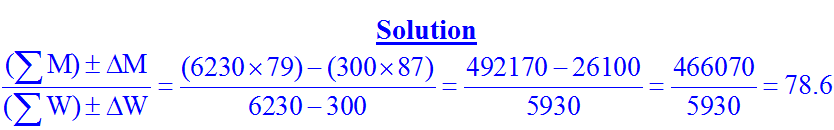 Solution
(∑M) ± ΔM / (∑W) ± ΔW = (6230 × 79) − (300 × 87) / 6230 − 300 = 492170 − 26100 / 5930 = 466070 / 5930 = 78.6